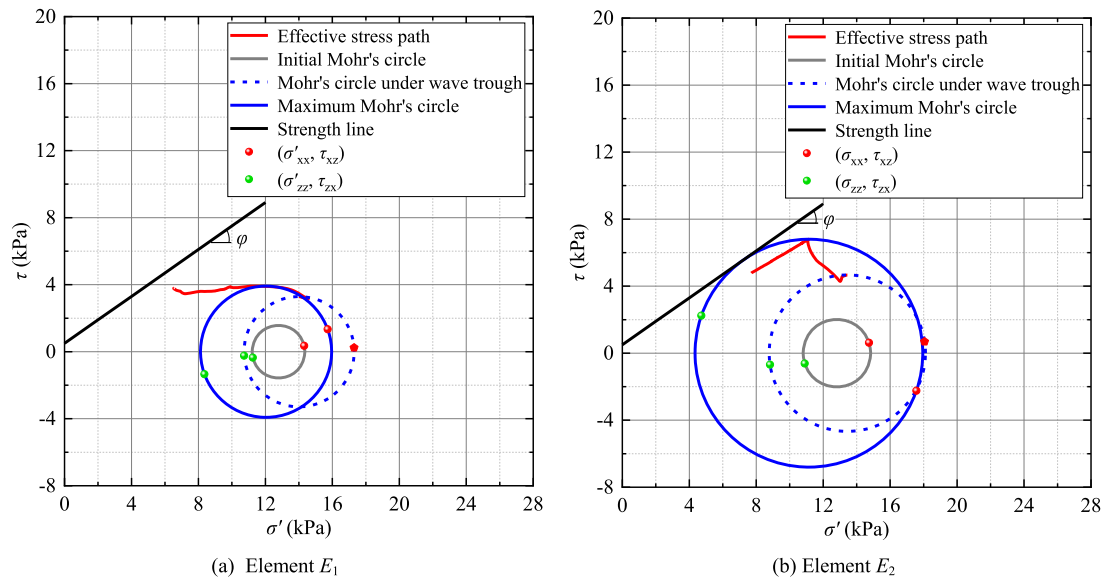 20
16
12
8
4
0
-4
-8
τ (kPa)
Effective stress path
Initial Mohr's circle
Mohr's circle under wave trough
Maximum Mohr's circle
Strength line
(σ′xx, τxz)
(σ′zz, τzx)
φ
0 4 8 12 16 20 24 28
σ′ (kPa)
(a) Element E1
20
16
12
8
4
0
-4
-8
τ (kPa)
Effective stress path
Initial Mohr's circle
Mohr's circle under wave trough
Maximum Mohr's circle
Strength line
(σxx, τxz)
(σzz, τzx)
φ
0 4 8 12 16 20 24 28
σ′ (kPa)
(b) Element E2